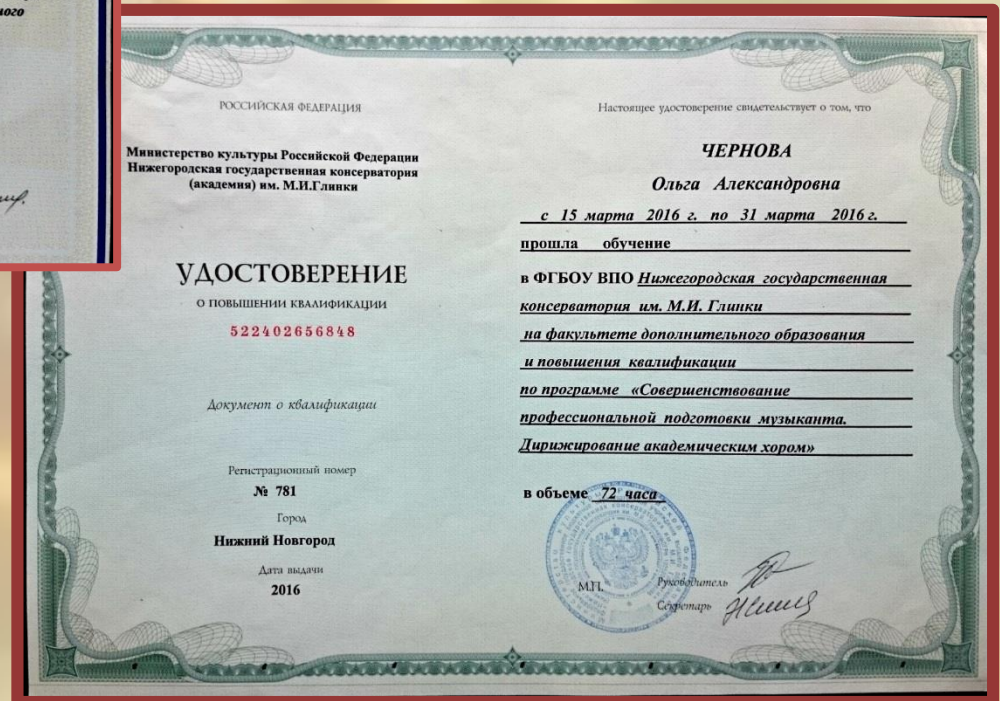 ного
РОССИЙСКАЯ ФЕДЕРАЦИЯ
Министерство культуры Российской Федерации
Нижегородская государственная консерватория
(академия) им. М.И.Глинки
УДОСТОВЕРЕНИЕ
О ПОВЫШЕНИИ КВАЛИФИКАЦИИ
522402656848
Документ о квалификации
Регистрационный номер
№ 781
Город
Нижний Новгород
Дата выдачи
2016
Настоящее удостоверение свидетельствует о том, что
ЧЕРНОВА
Ольга Александровна
с 15 марта 2016 г. по 31 марта 2016 г.
прошла обучение
в ФГБОУ ВПО Нижегородская государственная
консерватория им. М.И. Глинки
на факультете дополнительного образования
и повышения квалификации
по программе «Совершенствование
профессиональной подготовки музыканта.
Дирижирование академическим хором»
в объеме 72 часа
М.П.
Руководитель
Секретарь